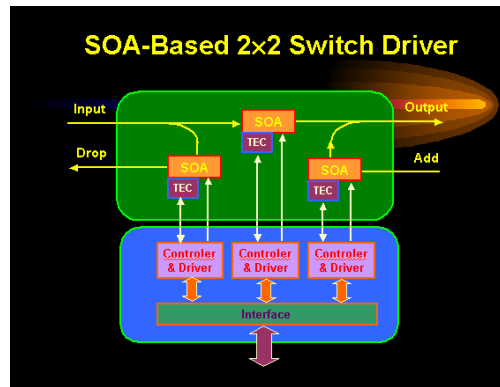 SOA-Based 2×2 Switch Driver
Input
Output
SOA
TEC
Drop
SOA
TEC
SOA
TEC
Add
Controler
& Driver
Controler
& Driver
Controler
& Driver
Interface